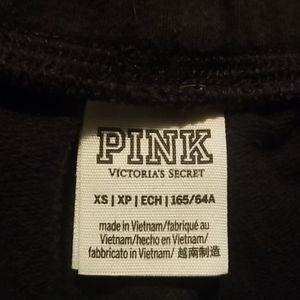 PINK
VICTORIA'S SECRET
XS | XP | ECH | 165/64A
made in Vietnam/fabriqué au
Vietnam/hecho en Vietnam/
fabbricato in Vietnam/ 越南制造